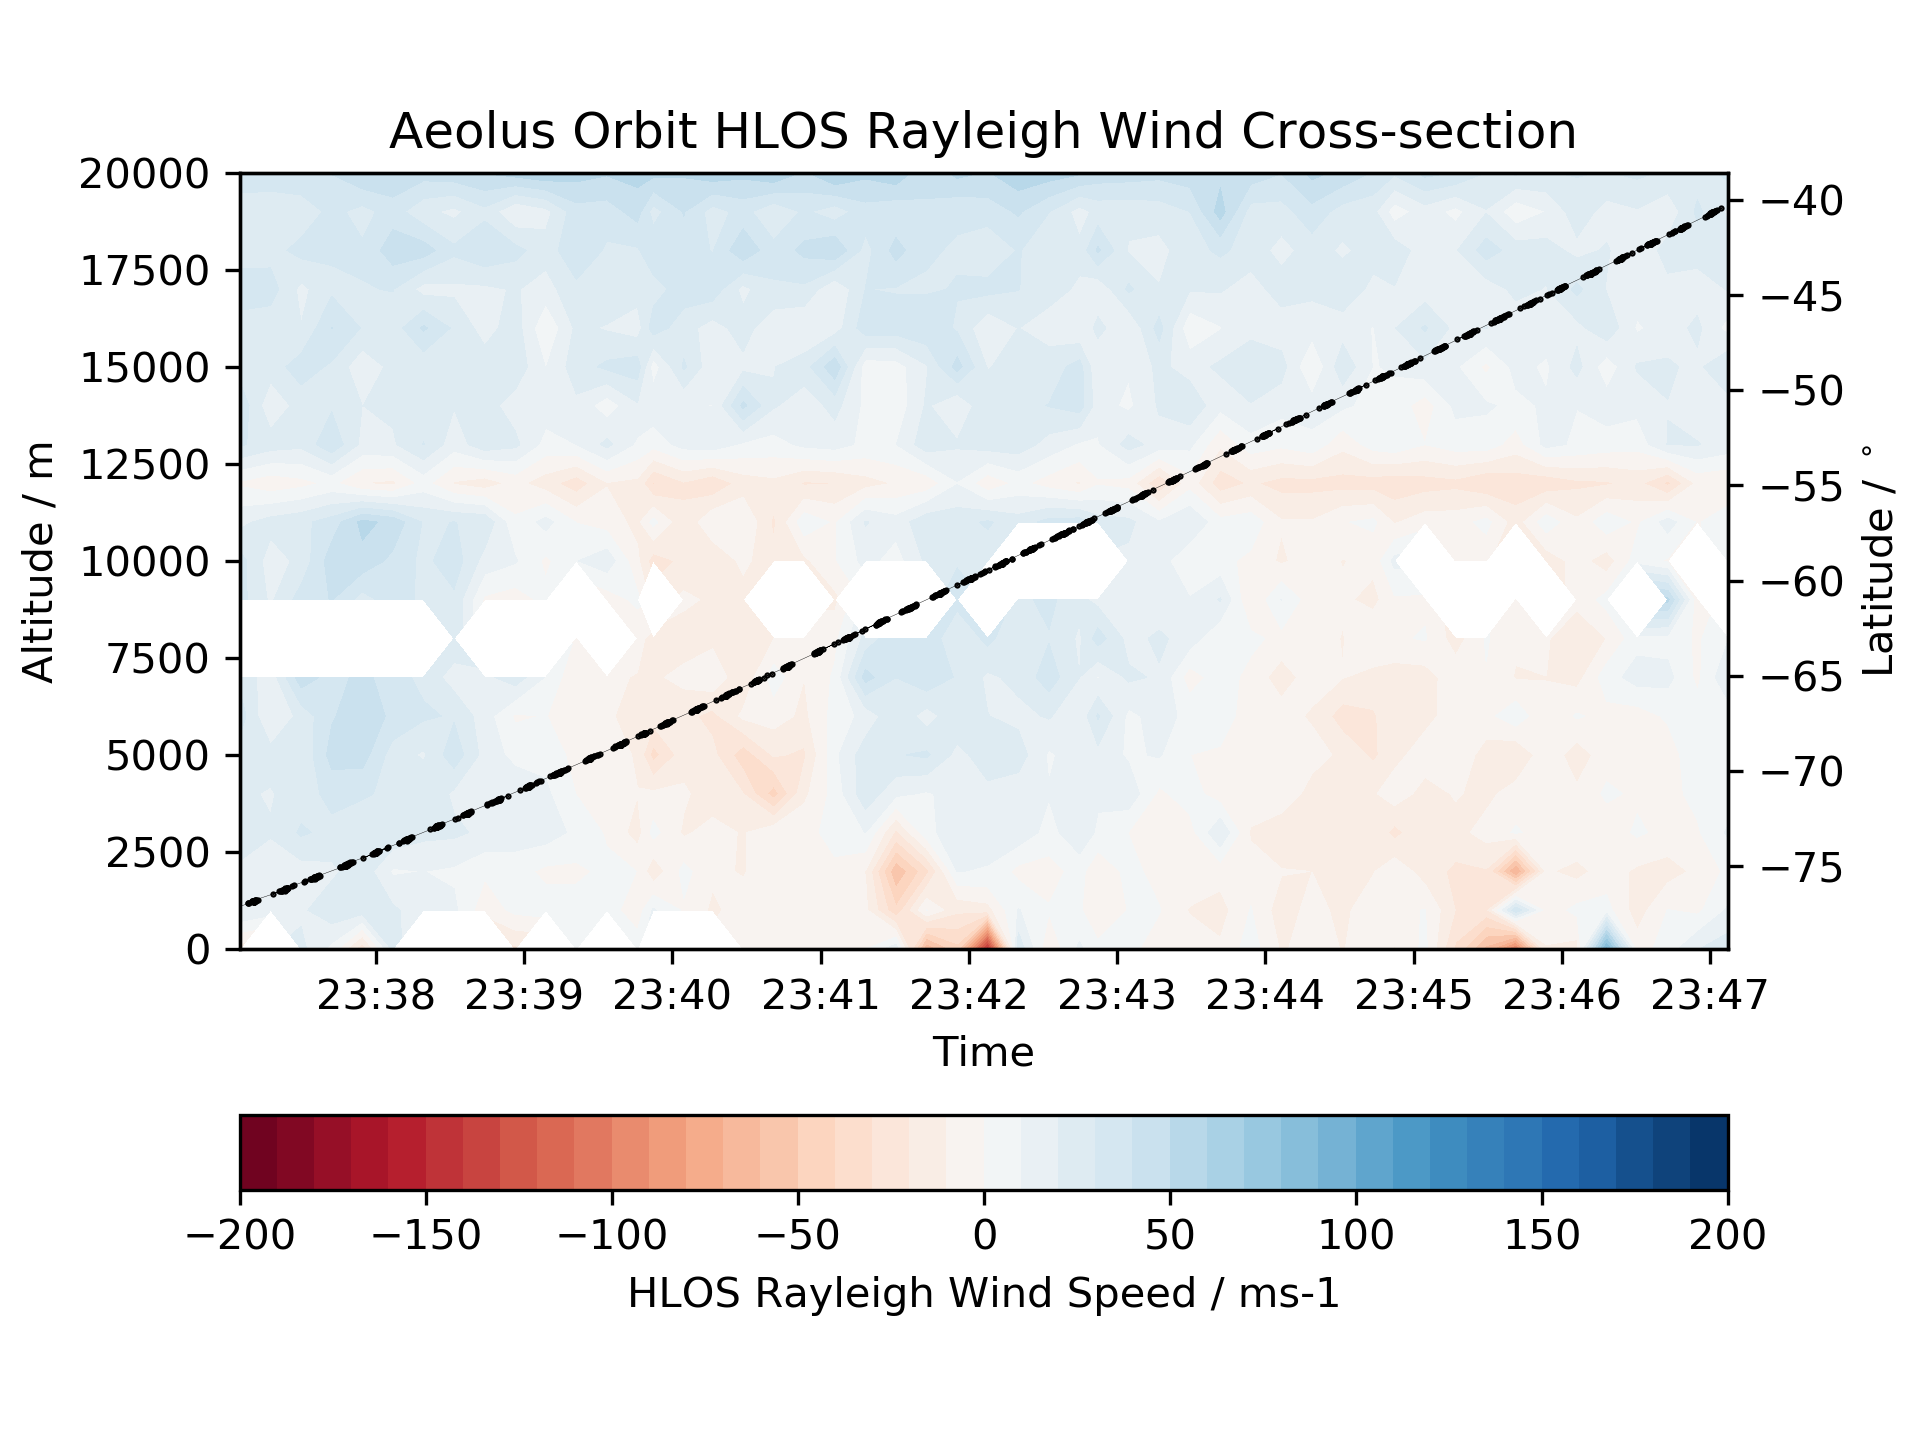 Aeolus Orbit HLOS Rayleigh Wind Cross-section
20000
17500
15000
12500
10000
7500
5000
2500
0
Altitude / m
−40
−45
−50
−55
−60
−65
−70
−75
Latitude / °
23:38 23:39 23:40 23:41 23:42 23:43 23:44 23:45 23:46 23:47
Time
−200 −150 −100 −50 0 50 100 150 200
HLOS Rayleigh Wind Speed / ms-1